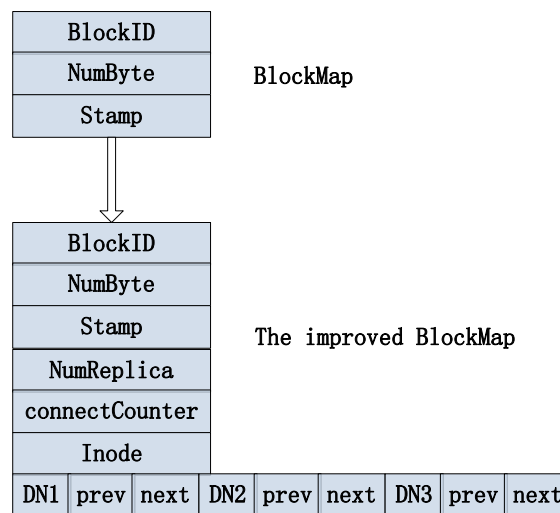 BlockID
NumByte
BlockMap
Stamp
BlockID
NumByte
Stamp
The improved BlockMap
NumReplica
connectCounter
Inode
DN1 prev next DN2 prev next DN3 prev next